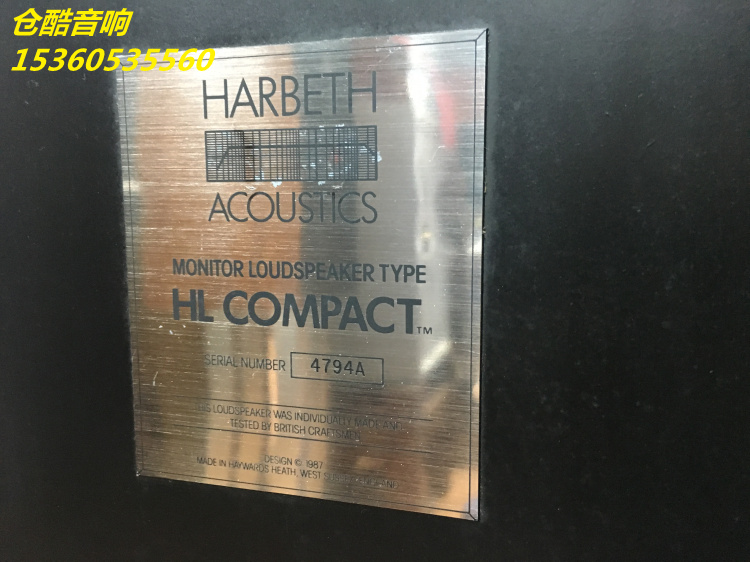 仓酷音响
15360535560
HARBETH
ACOUSTICS
MONITOR LOUDSPEAKER TYPE
HL COMPACT™
SERIAL NUMBER 4794A
THIS LOUDSPEAKER WAS INDIVIDUALLY MADE AND
TESTED BY BRITISH CRAFTSMEN
DESIGN © 1987
MADE IN HAYWARDS HEATH, WEST SUSSEX, ENGLAND